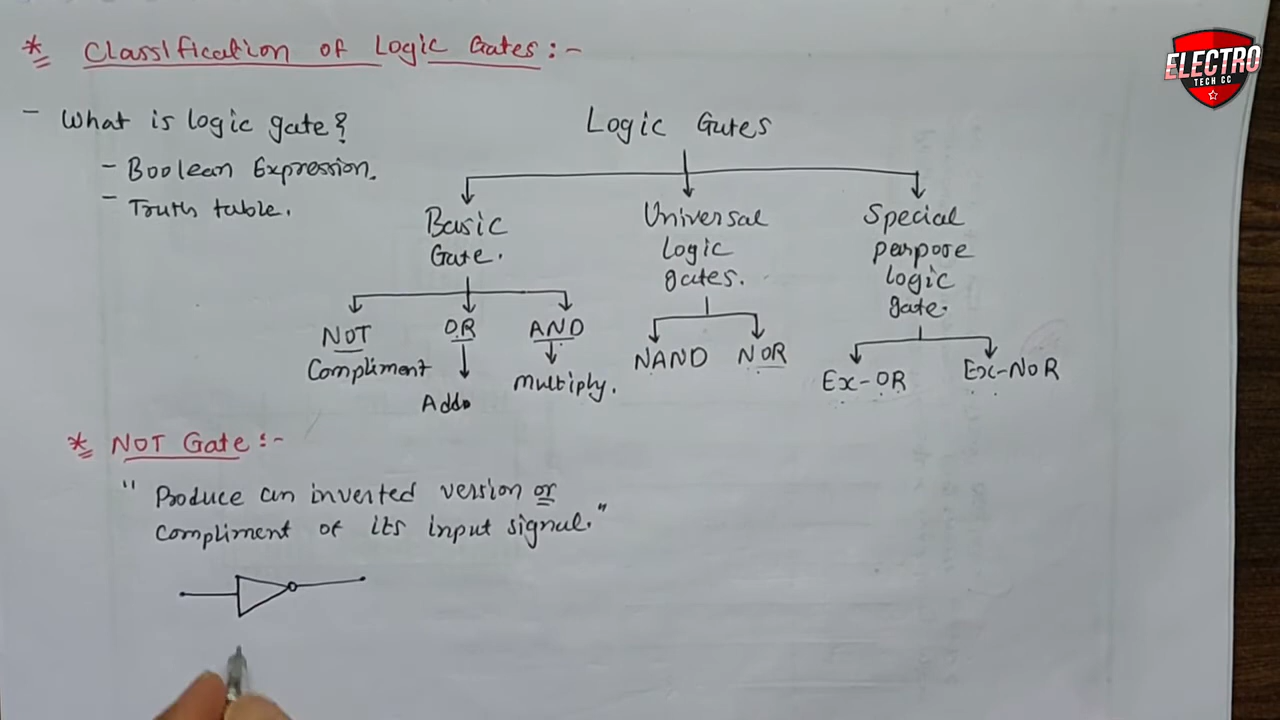 * Classification of Logic Gates:-
- What is logic gate?
- Boolean Expression.
- Truth table.
Logic Gates
Basic
Gate.
Universal
Logic
gates.
Special
perpose
logic
gate.
NOT
Compliment
OR
Add.
AND
Multiply.
NAND
NOR
Ex-OR
Ex-NOR
* NOT Gate:-
" Produce an inverted version or
compliment of its input signal."
ELECTRO
TECH CC